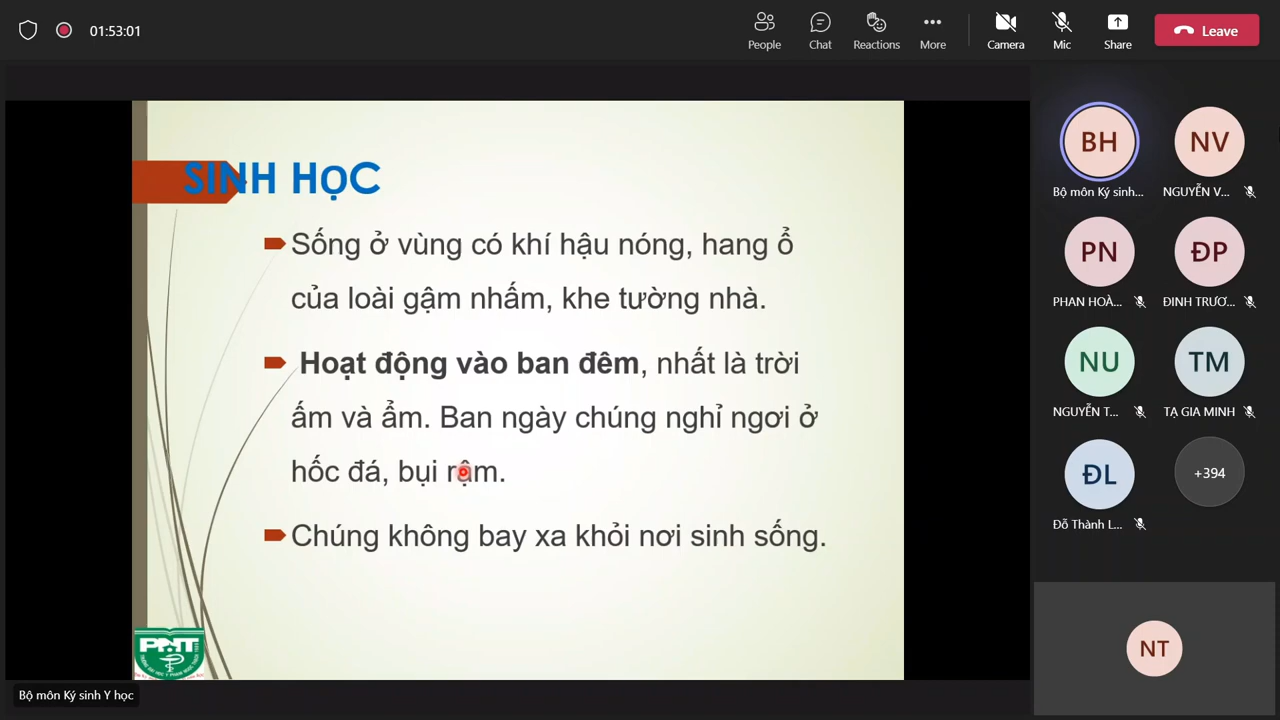 01:53:01
People
Chat
Reactions
More
Camera
Mic
Share
Leave
SINH HỌC
Sống ở vùng có khí hậu nóng, hang ổ
của loài gậm nhấm, khe tường nhà.
Hoạt động vào ban đêm, nhất là trời
ấm và ẩm. Ban ngày chúng nghỉ ngơi ở
hốc đá, bụi rậm.
Chúng không bay xa khỏi nơi sinh sống.
PNT
Bộ môn Ký sinh Y học
BH
Bộ môn Ký sinh...
NV
NGUYỄN V...
PN
PHAN HOÀ...
ĐP
ĐINH TRƯƠ...
NU
NGUYỄN T...
TM
TẠ GIA MINH
ĐL
Đỗ Thành L...
+394
NT